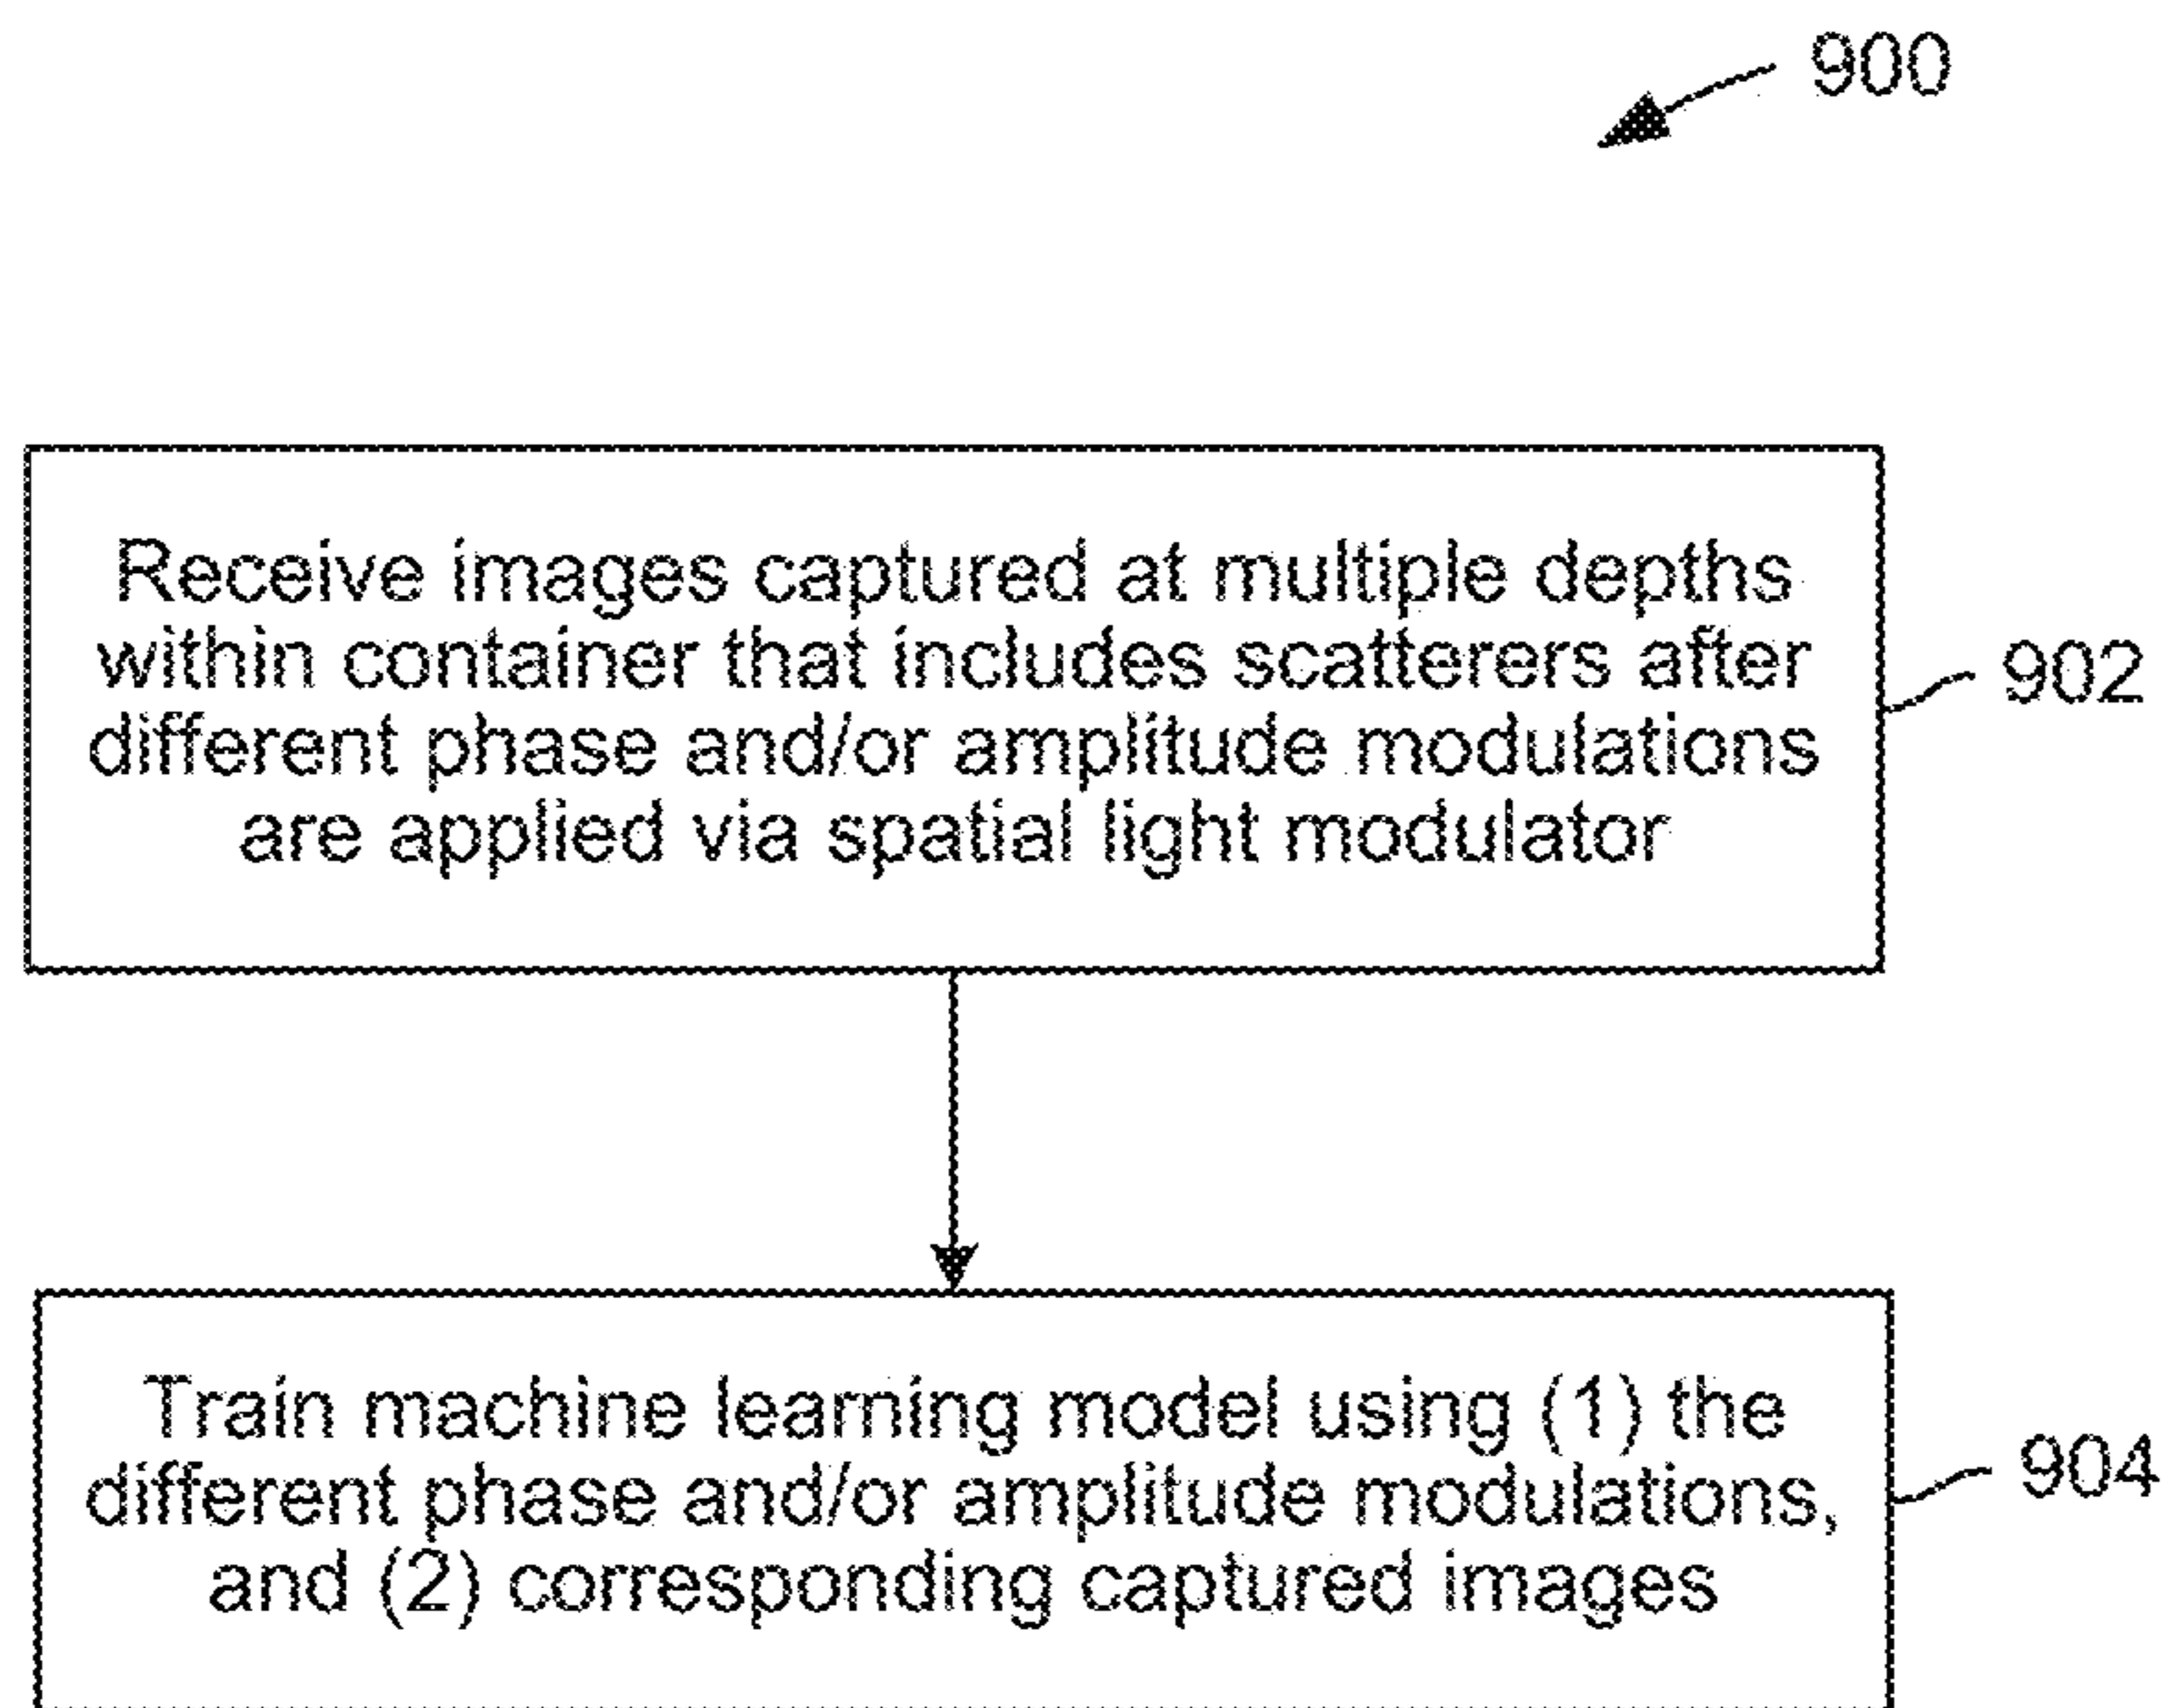 900
Receive images captured at multiple depths
within container that includes scatterers after
different phase and/or amplitude modulations
are applied via spatial light modulator
902
Train machine learning model using (1) the
different phase and/or amplitude modulations,
and (2) corresponding captured images
904